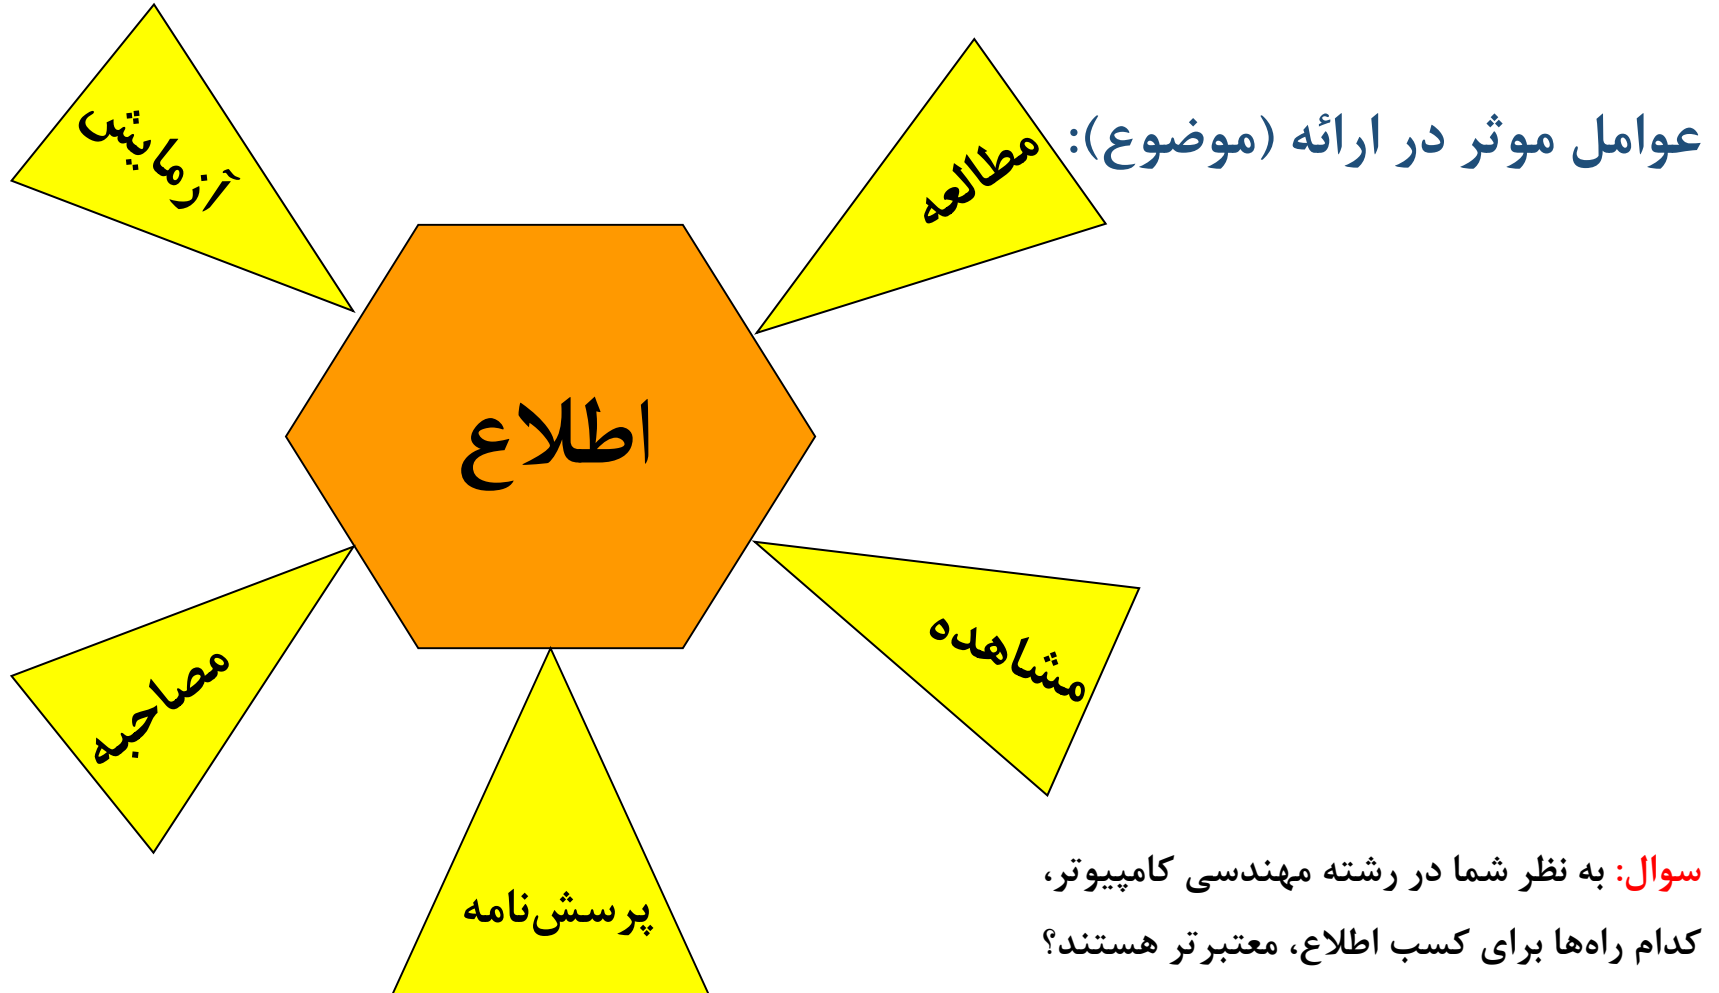 عوامل موثر در ارائه (موضوع):
مطالعه
آزمایش
اطلاع
مشاهده
مصاحبه
پرسش‌نامه
سوال: به نظر شما در رشته مهندسی کامپیوتر،
کدام راه‌ها برای کسب اطلاع، معتبرتر هستند؟